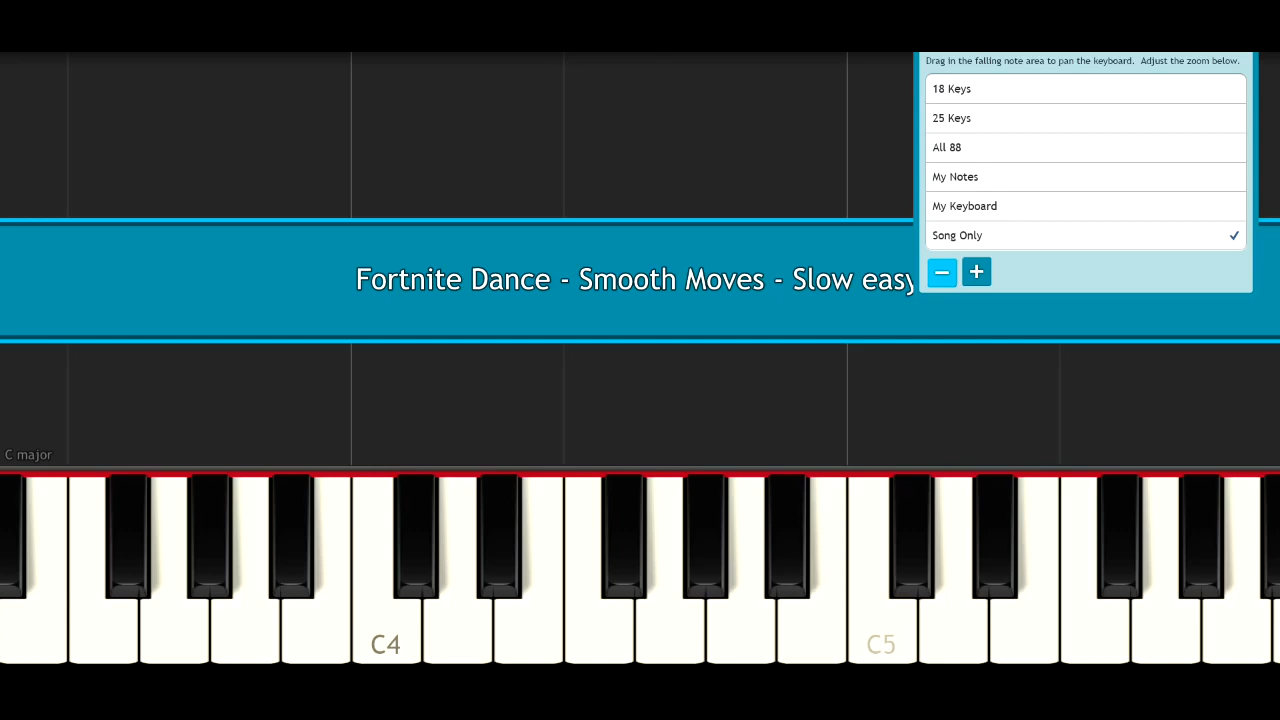 Drag in the falling note area to pan the keyboard. Adjust the zoom below.
18 Keys
25 Keys
All 88
My Notes
My Keyboard
Song Only
Fortnite Dance - Smooth Moves - Slow easy
C major
C4
C5